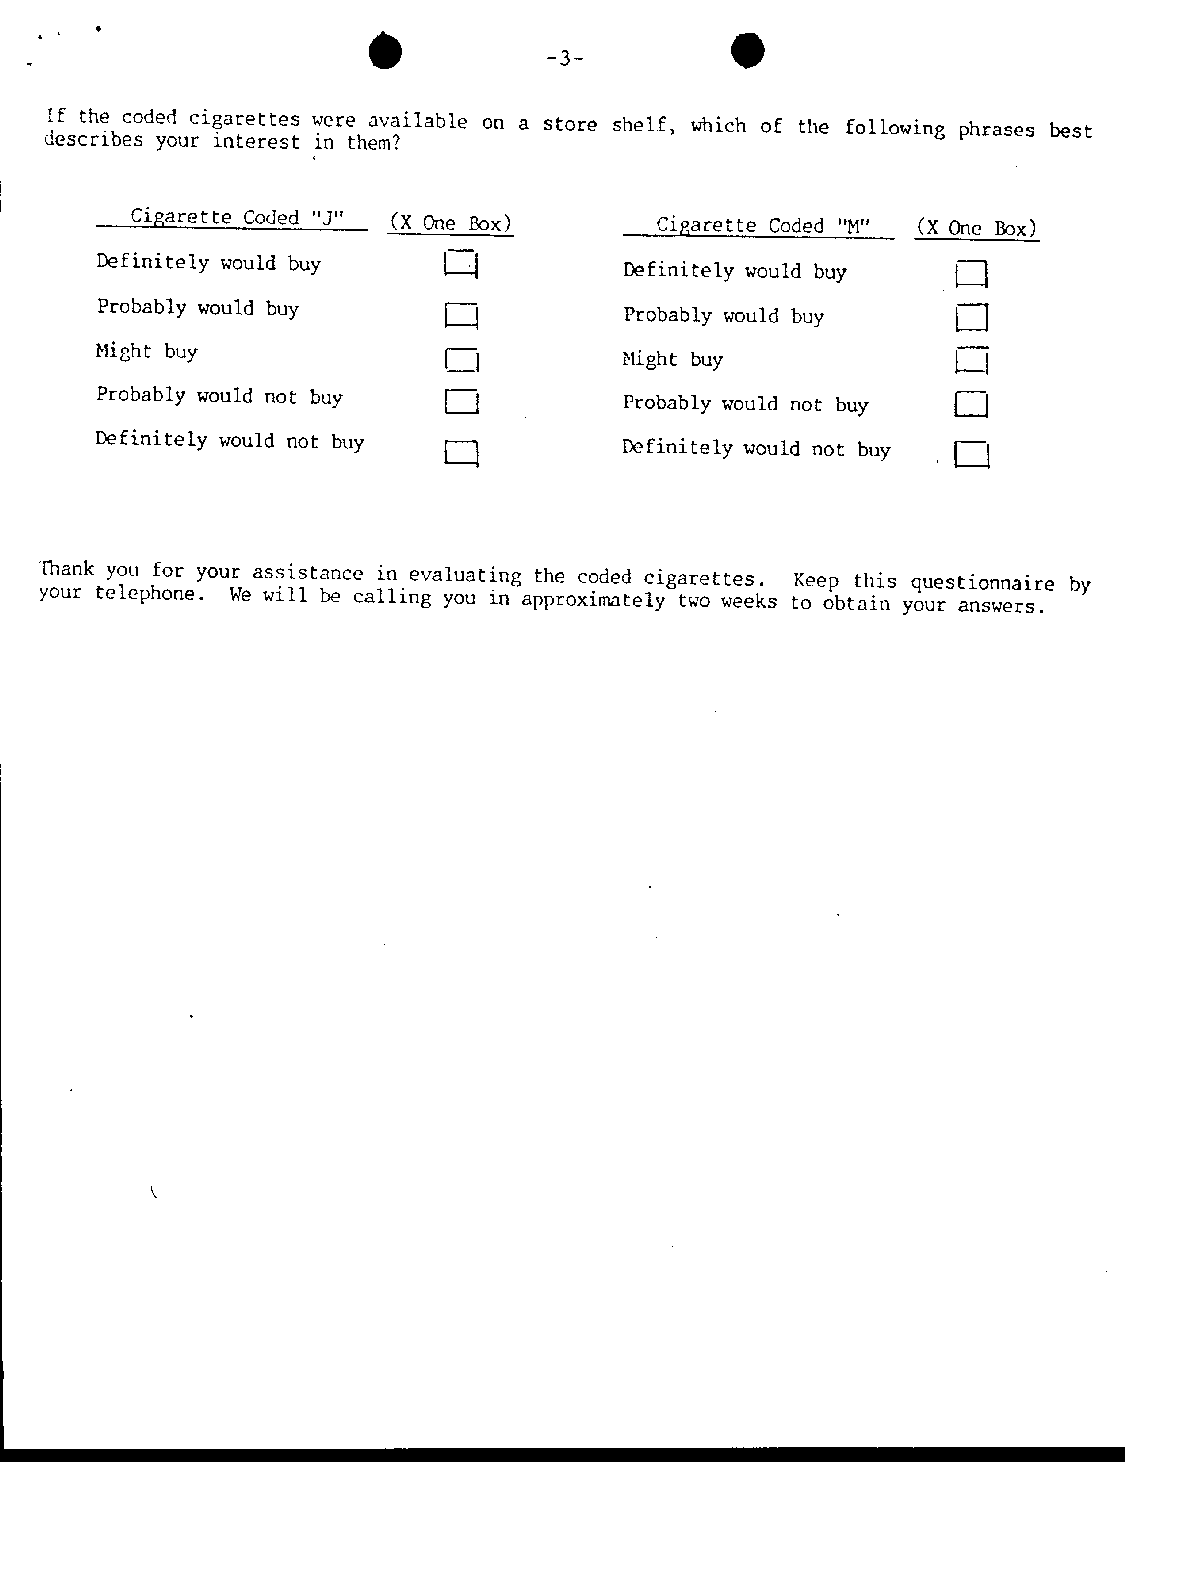 -3-
If the coded cigarettes were available on a store shelf, which of the following phrases best
describes your interest in them?
Cigarette Coded "J" (X One Box) Cigarette Coded "M" (X One Box)
Definitely would buy Definitely would buy
Probably would buy Probably would buy
Might buy Might buy
Probably would not buy Probably would not buy
Definitely would not buy Definitely would not buy
Thank you for your assistance in evaluating the coded cigarettes. Keep this questionnaire by
your telephone. We will be calling you in approximately two weeks to obtain your answers.